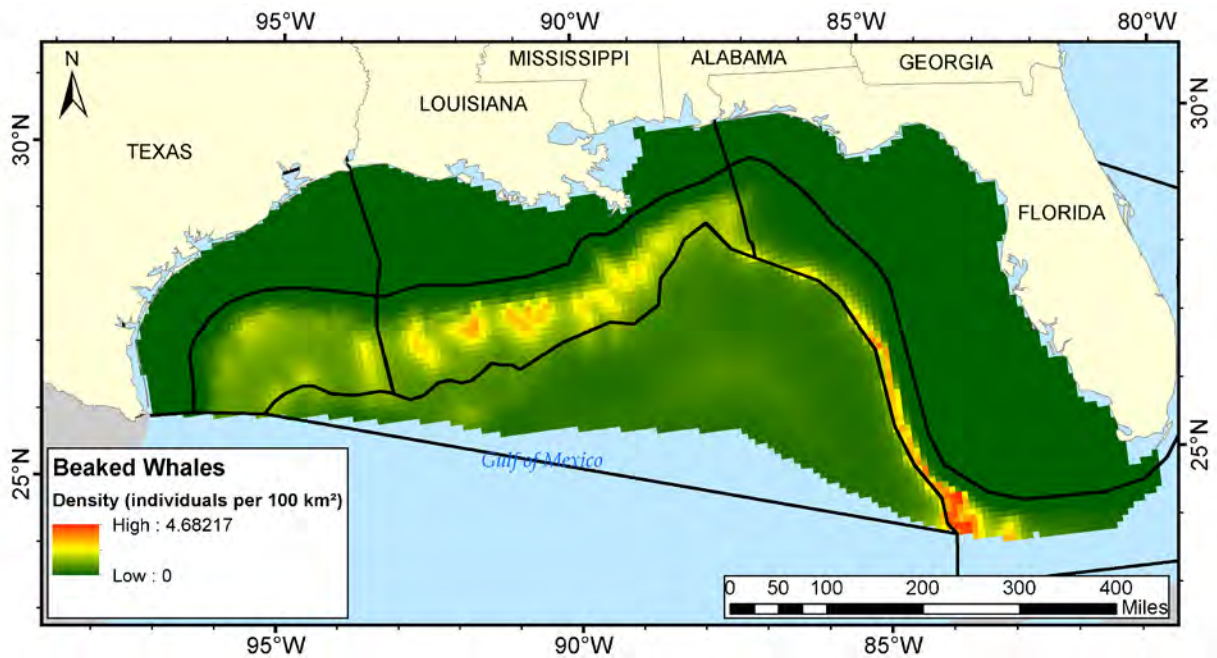 95°W 90°W 85°W 80°W
N
MISSISSIPPI ALABAMA GEORGIA
LOUISIANA
30°N 30°N
TEXAS
FLORIDA
25°N 25°N
Gulf of Mexico
Beaked Whales
Density (individuals per 100 km²)
High : 4.68217
Low : 0
0 50 100 200 300 400
Miles
95°W 90°W 85°W